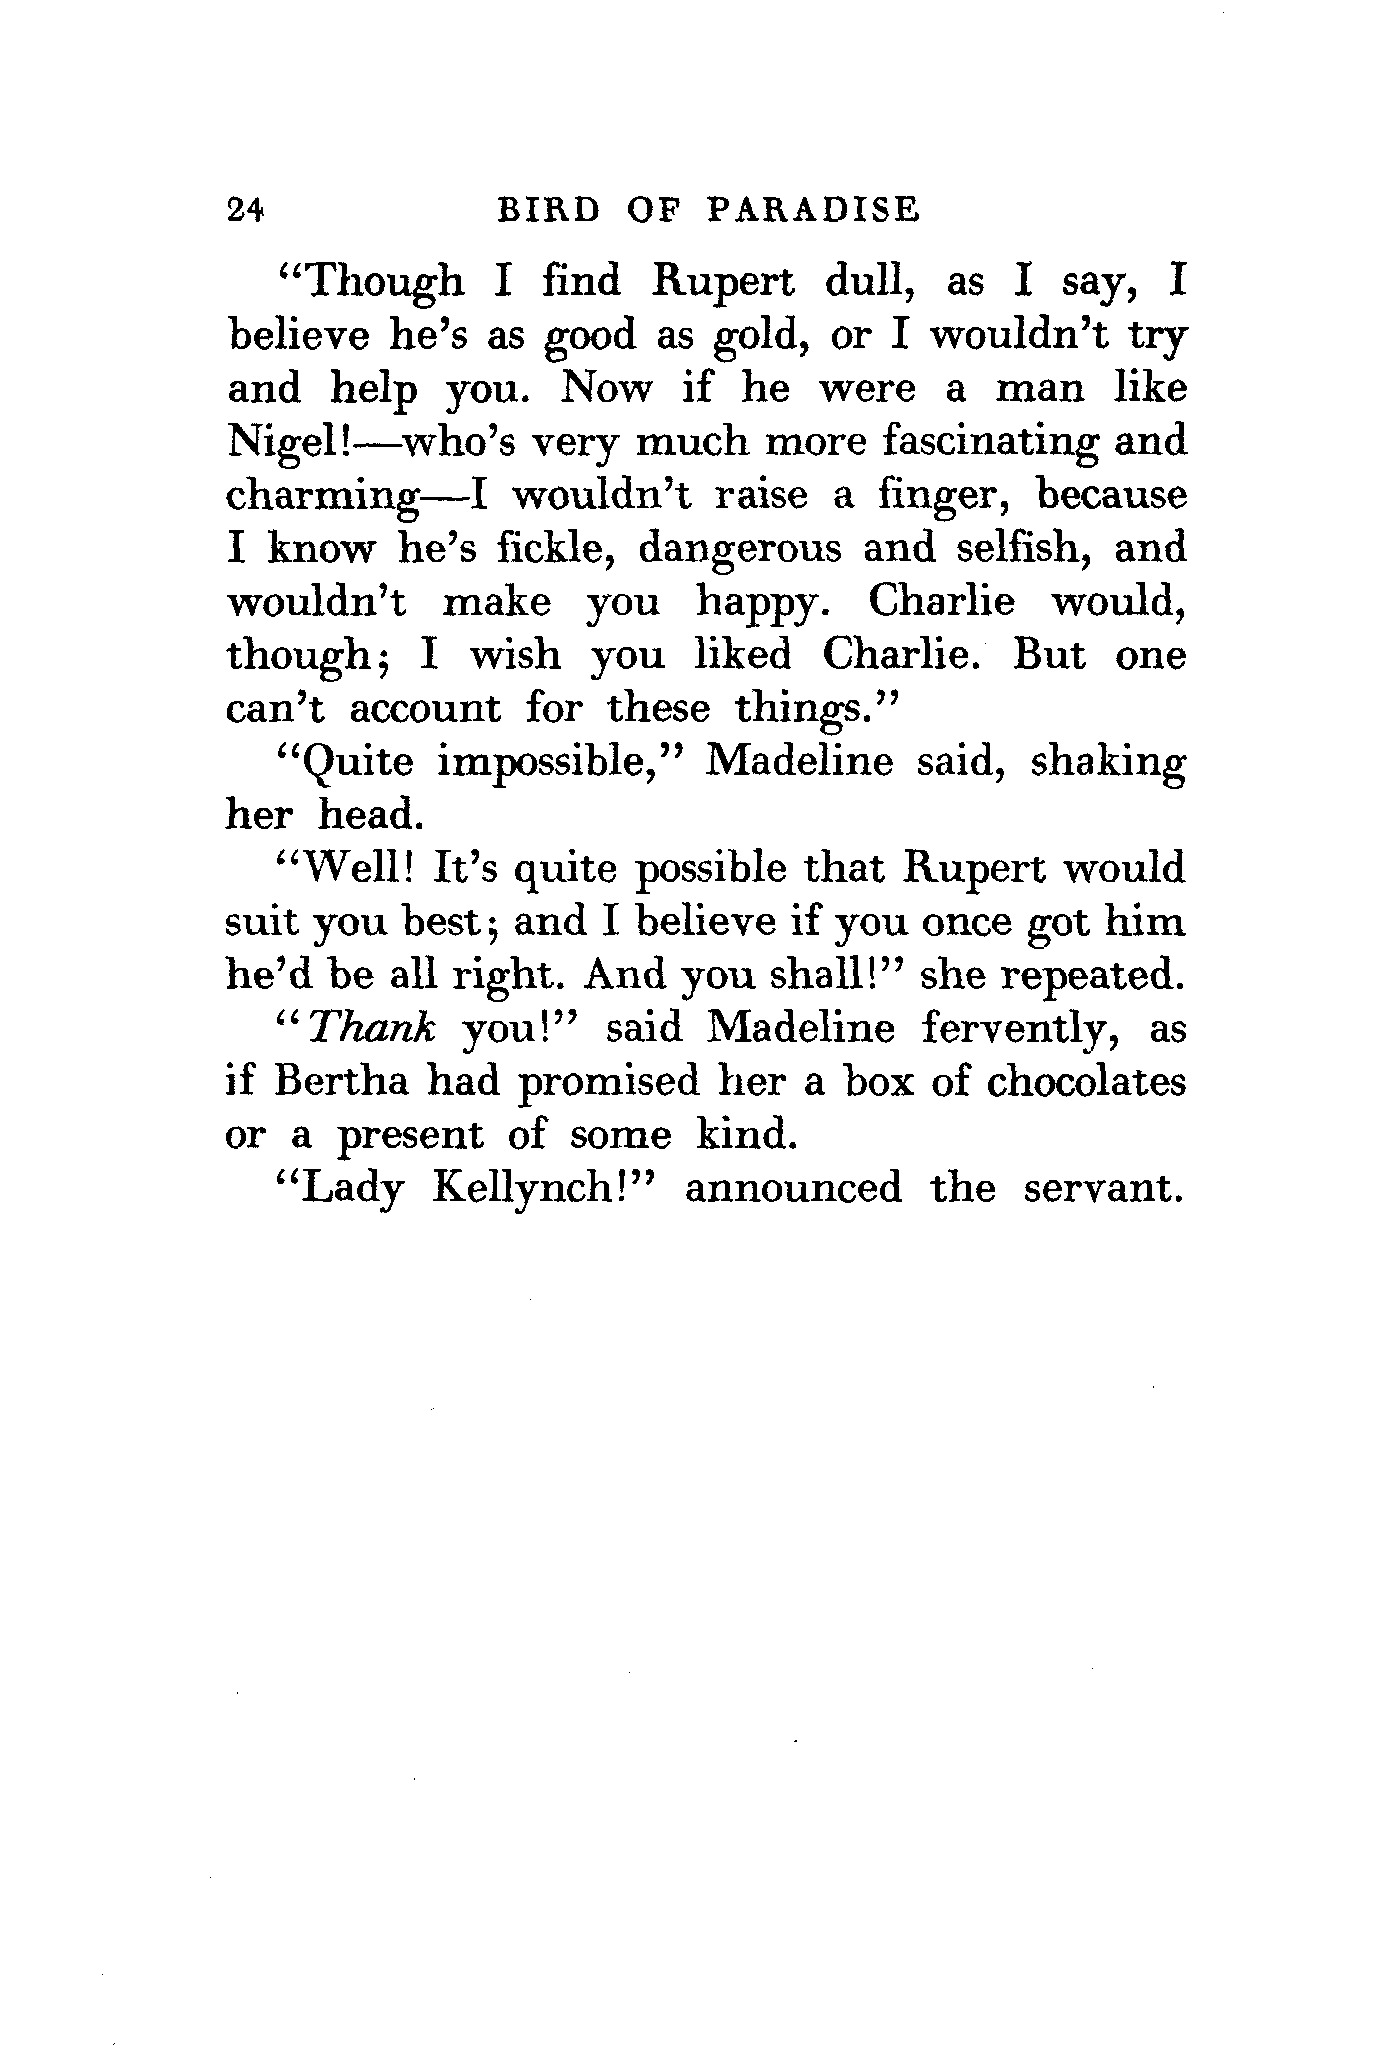 24 BIRD OF PARADISE
“Though I find Rupert dull, as I say, I
believe he’s as good as gold, or I wouldn’t try
and help you. Now if he were a man like
Nigel!—who’s very much more fascinating and
charming—I wouldn’t raise a finger, because
I know he’s fickle, dangerous and selfish, and
wouldn’t make you happy. Charlie would,
though; I wish you liked Charlie. But one
can’t account for these things.”
“Quite impossible,” Madeline said, shaking
her head.
“Well! It’s quite possible that Rupert would
suit you best; and I believe if you once got him
he’d be all right. And you shall!” she repeated.
“Thank you!” said Madeline fervently, as
if Bertha had promised her a box of chocolates
or a present of some kind.
“Lady Kellynch!” announced the servant.